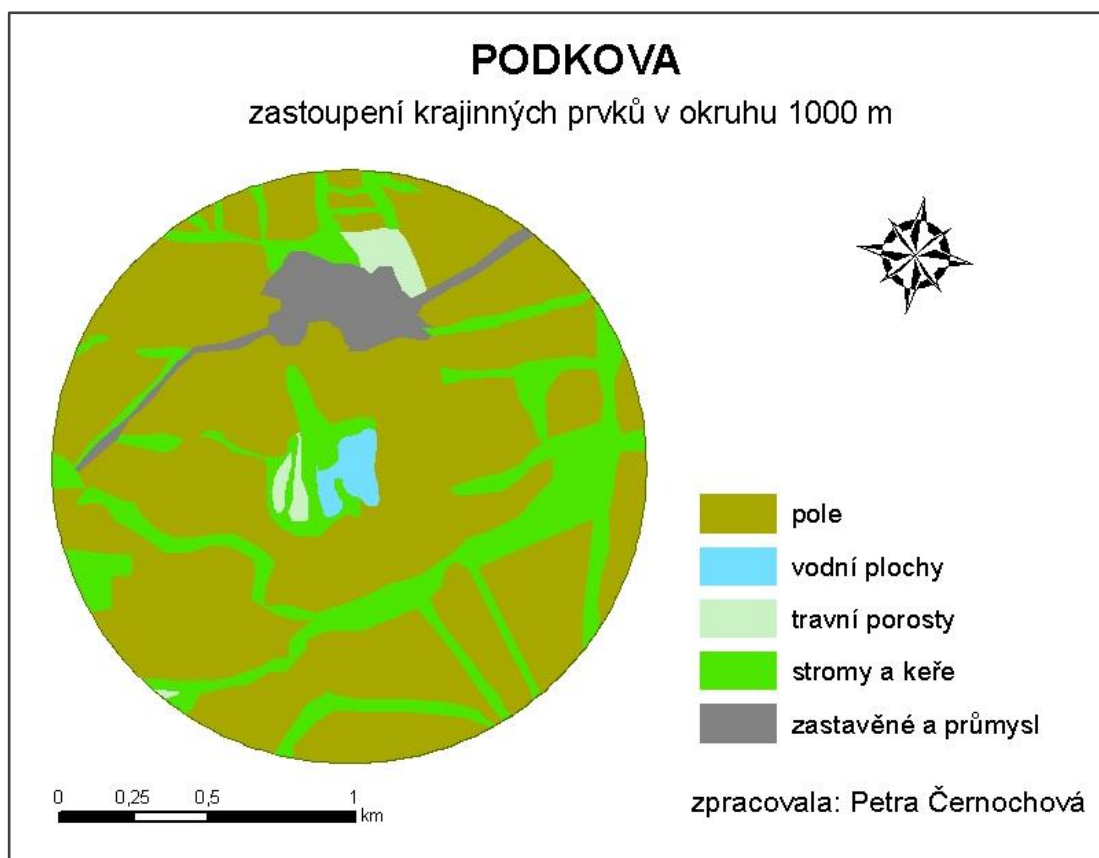 PODKOVA
zastoupení krajinných prvků v okruhu 1000 m
pole
vodní plochy
travní porosty
stromy a keře
zastavěné a průmysl
0 0,25 0,5 1
km
zpracovala: Petra Černochová